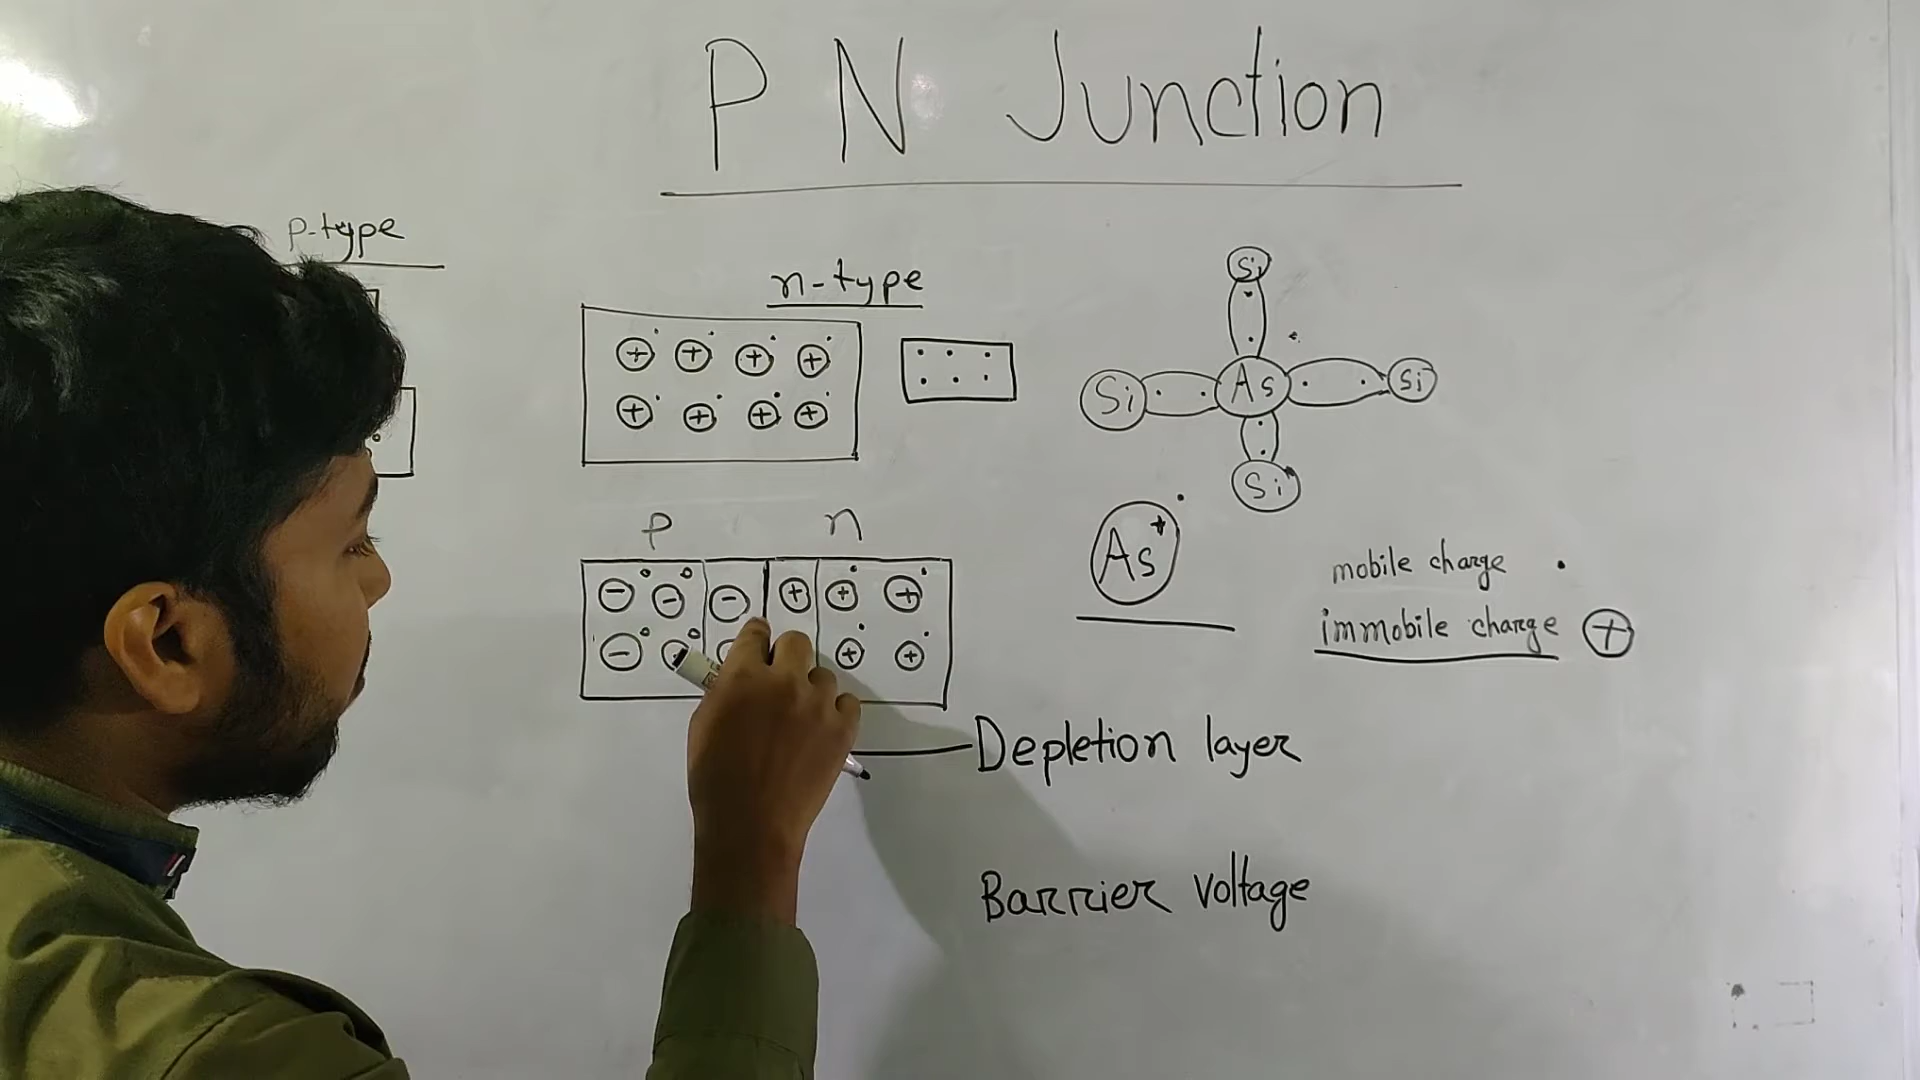 P N Junction
p-type
n-type
+ + + +
+ + + +
Si
Si As Si
Si
As+
p n
- - - + + +
- - + +
mobile charge
immobile charge +
Depletion layer
Barrier voltage